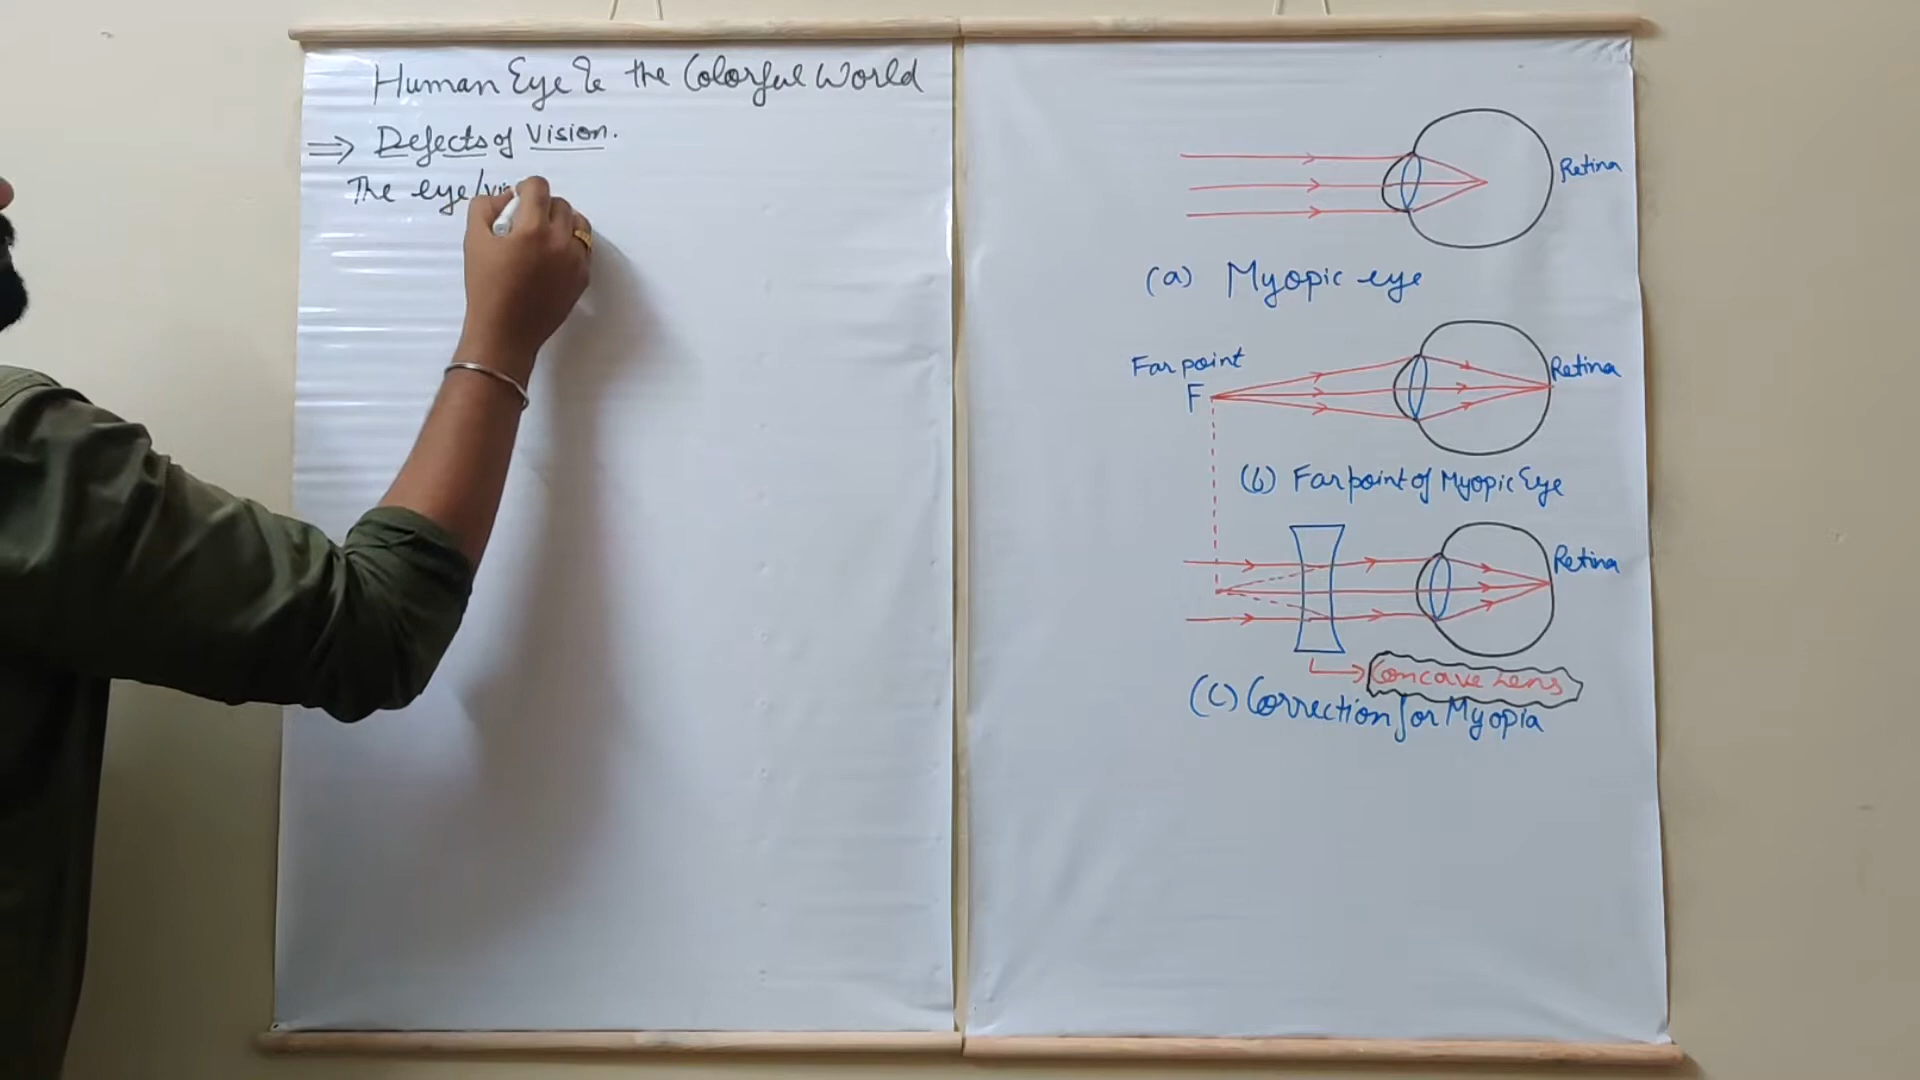 Human Eye & the Colorful World
⇒ Defects of Vision.
The eye/vi
Retina
(a) Myopic eye
Far point
F
Retina
(b) Far point of Myopic Eye
Retina
Concave Lens
(C) Correction for Myopia